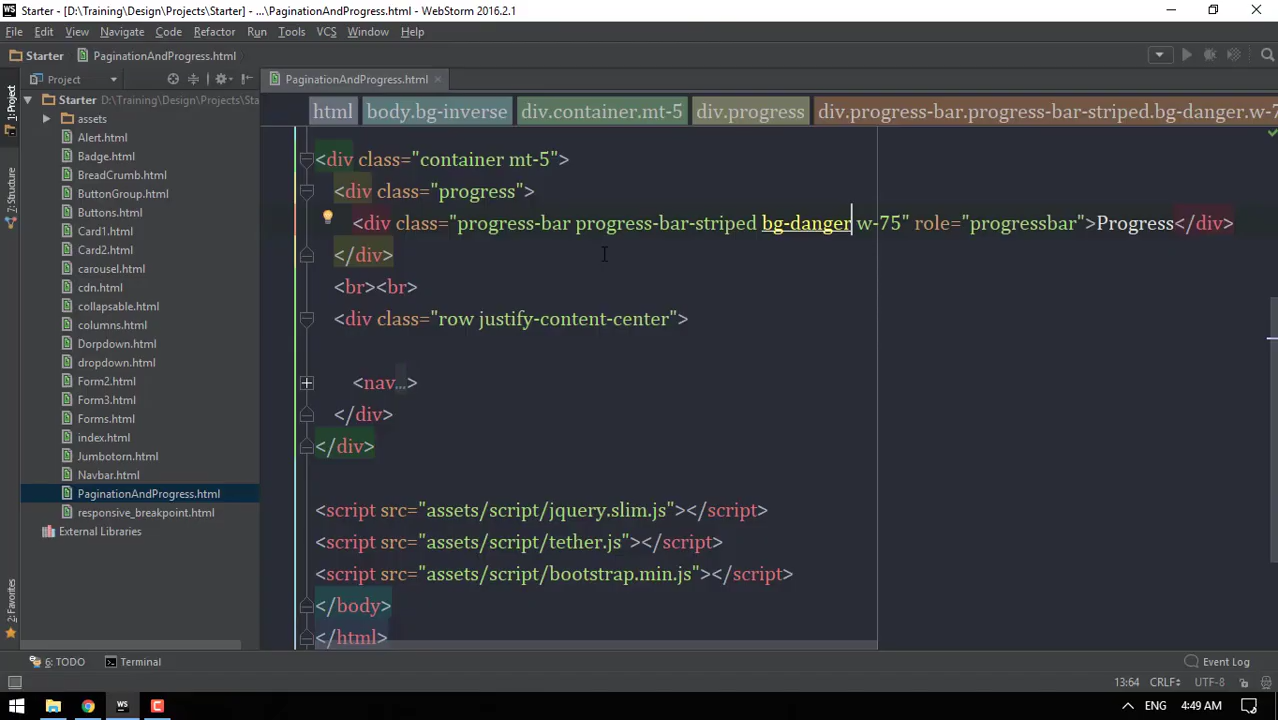 Starter - [D:\Training\Design\Projects\Starter] - ...\PaginationAndProgress.html - WebStorm 2016.2.1
File Edit View Navigate Code Refactor Run Tools VCS Window Help
Starter PaginationAndProgress.html
Project PaginationAndProgress.html
1: Project
html body.bg-inverse div.container.mt-5 div.progress div.progress-bar.progress-bar-striped.bg-danger.w-7
Starter D:\Training\Design\Projects\Sta
assets
Alert.html
Badge.html
BreadCrumb.html
ButtonGroup.html
Buttons.html
Card1.html
Card2.html
carousel.html
cdn.html
collapsable.html
columns.html
Dorpdown.html
dropdown.html
Form2.html
Form3.html
Forms.html
index.html
Jumbotorn.html
Navbar.html
PaginationAndProgress.html
responsive_breakpoint.html
External Libraries
7: Structure
2: Favorites
<div class="container mt-5">
<div class="progress">
<div class="progress-bar progress-bar-striped bg-danger w-75" role="progressbar">Progress</div>
</div>
<br><br>
<div class="row justify-content-center">
<nav...>
</div>
</div>
<script src="assets/script/jquery.slim.js"></script>
<script src="assets/script/tether.js"></script>
<script src="assets/script/bootstrap.min.js"></script>
</body>
</html>
6: TODO Terminal Event Log
13:64 CRLF UTF-8
WS C ENG 4:49 AM